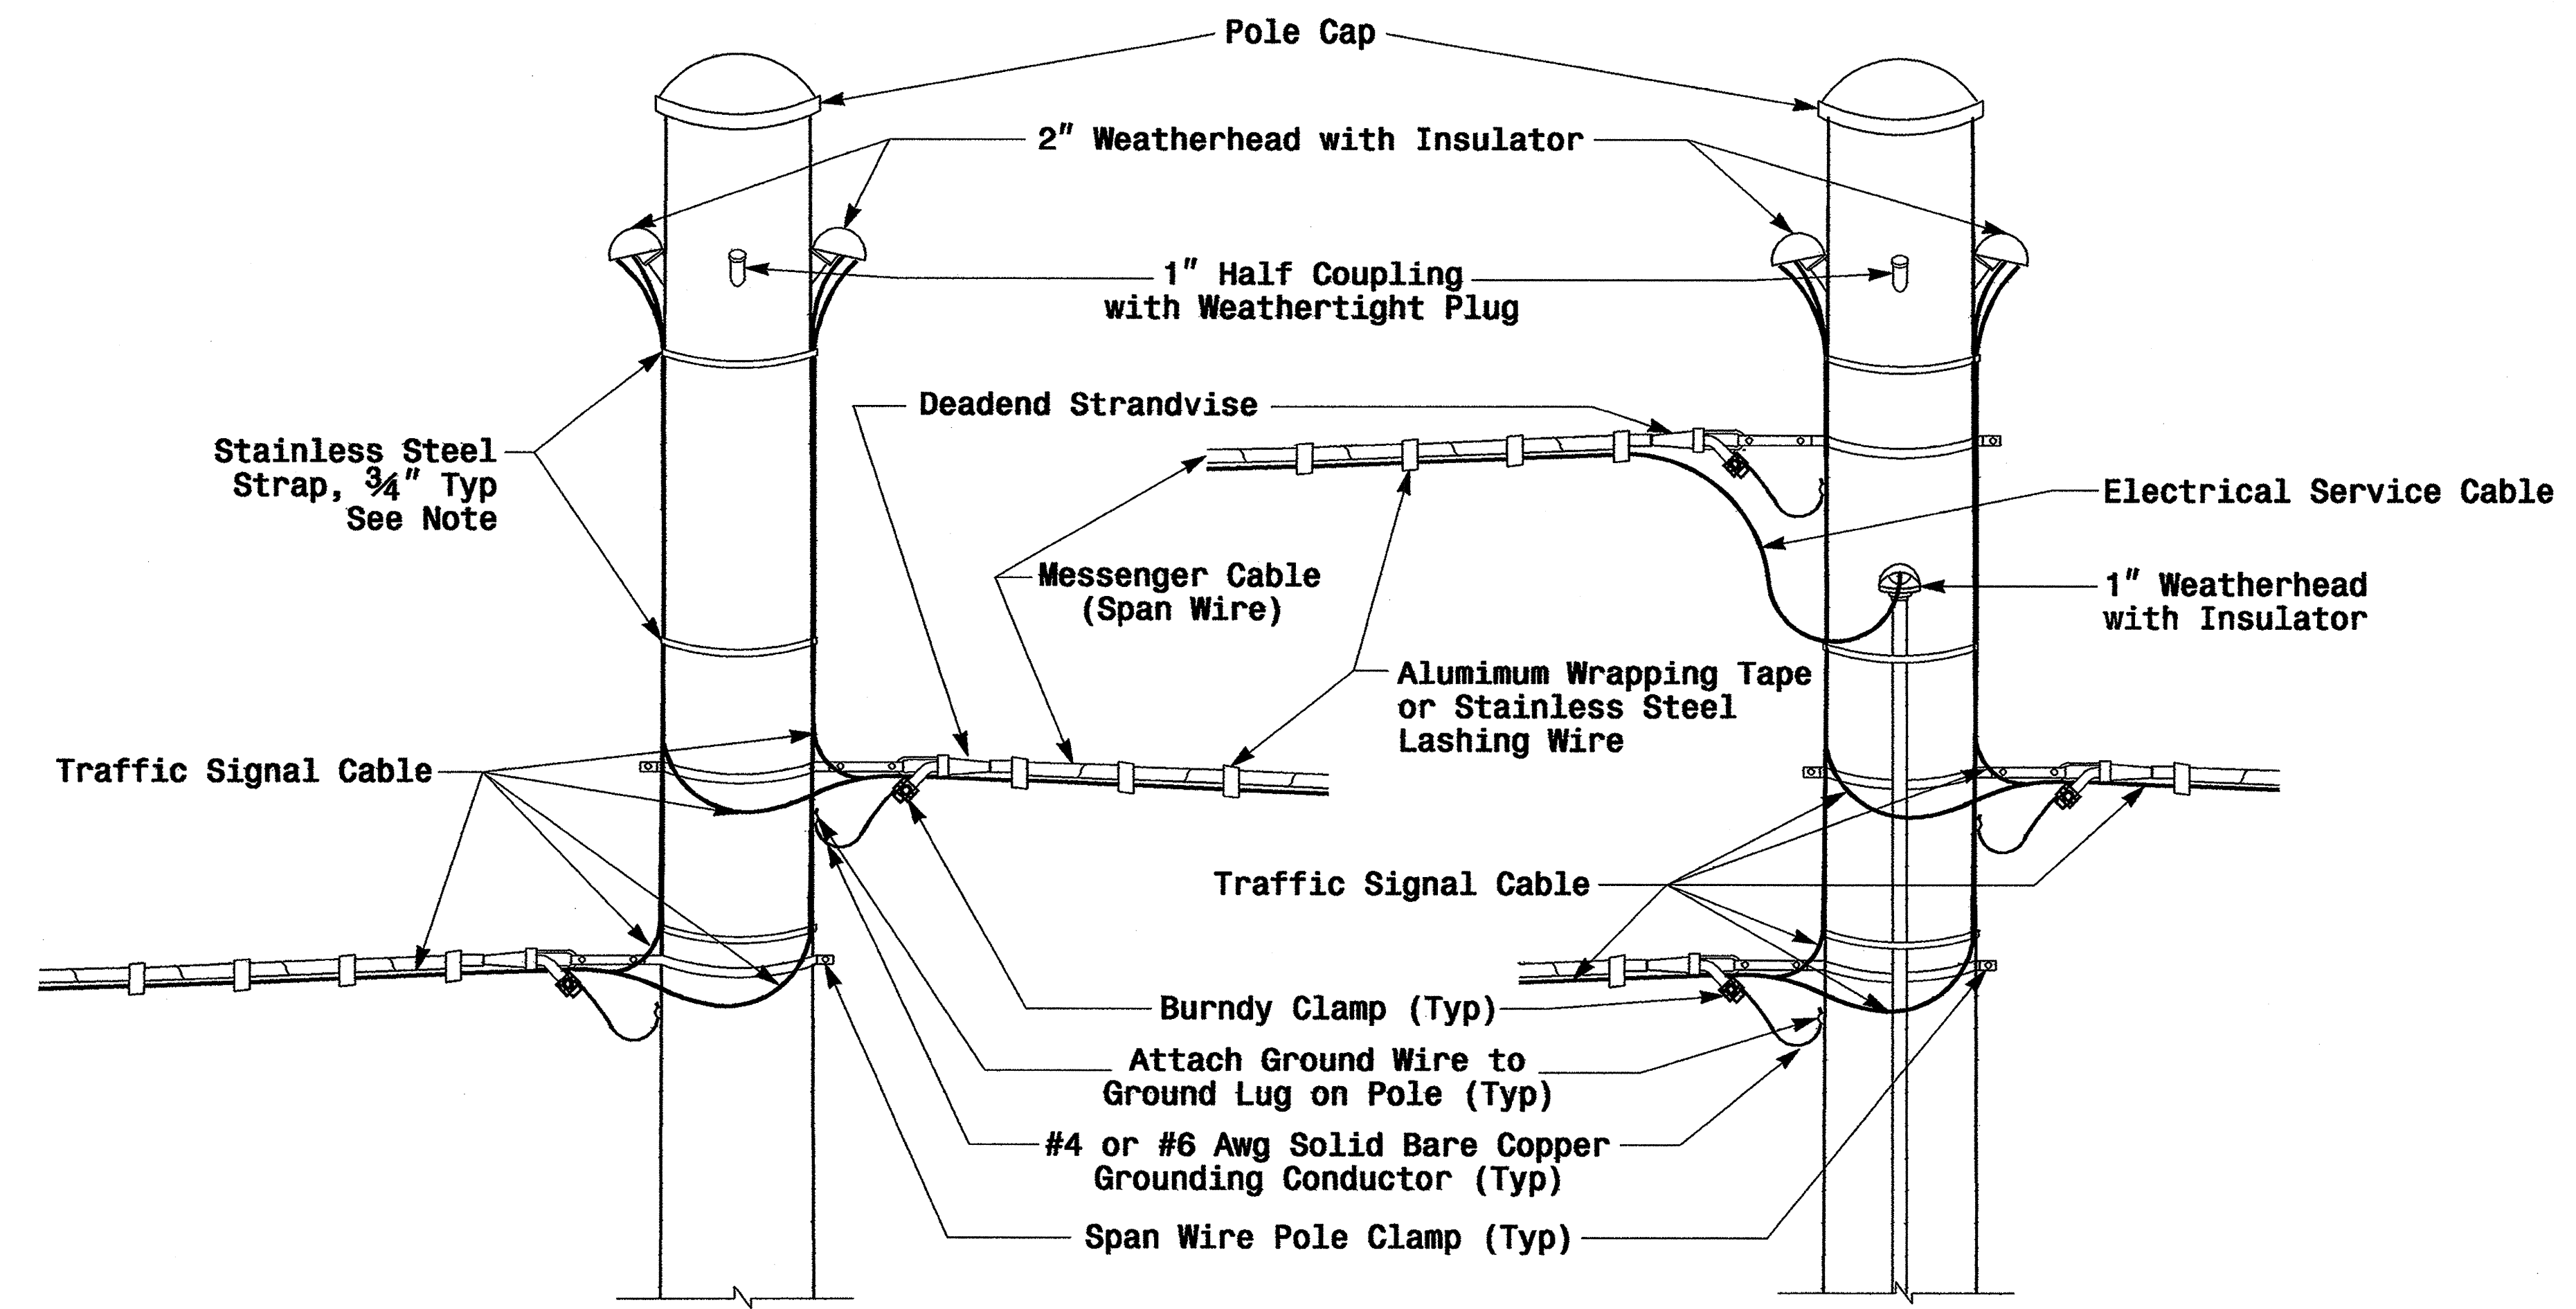 Pole Cap
2" Weatherhead with Insulator
1" Half Coupling
with Weathertight Plug
Deadend Strandvise
Stainless Steel
Strap, ¾" Typ
See Note
Electrical Service Cable
Messenger Cable
(Span Wire)
1" Weatherhead
with Insulator
Alumimum Wrapping Tape
or Stainless Steel
Lashing Wire
Traffic Signal Cable
Traffic Signal Cable
Burndy Clamp (Typ)
Attach Ground Wire to
Ground Lug on Pole (Typ)
#4 or #6 Awg Solid Bare Copper
Grounding Conductor (Typ)
Span Wire Pole Clamp (Typ)